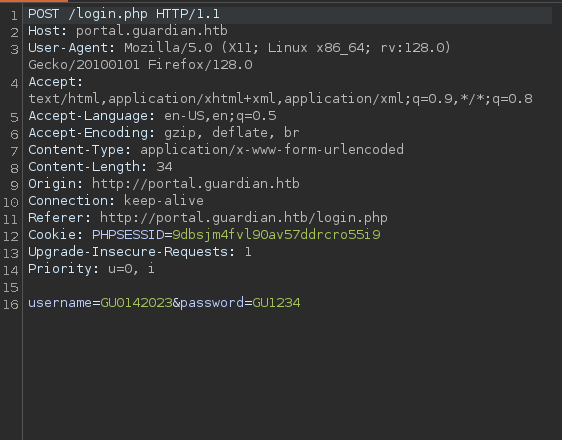 1 POST /login.php HTTP/1.1
2 Host: portal.guardian.htb
3 User-Agent: Mozilla/5.0 (X11; Linux x86_64; rv:128.0)
Gecko/20100101 Firefox/128.0
4 Accept:
text/html,application/xhtml+xml,application/xml;q=0.9,*/*;q=0.8
5 Accept-Language: en-US,en;q=0.5
6 Accept-Encoding: gzip, deflate, br
7 Content-Type: application/x-www-form-urlencoded
8 Content-Length: 34
9 Origin: http://portal.guardian.htb
10 Connection: keep-alive
11 Referer: http://portal.guardian.htb/login.php
12 Cookie: PHPSESSID=9dbsjm4fvl90av57ddrcro55i9
13 Upgrade-Insecure-Requests: 1
14 Priority: u=0, i
15
16 username=GU0142023&password=GU1234